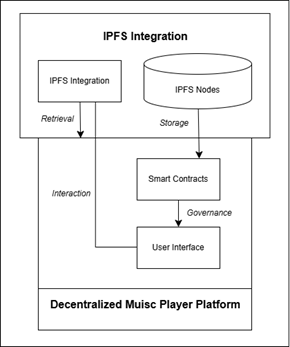 IPFS Integration
IPFS Integration
IPFS Nodes
Retrieval
Storage
Smart Contracts
Interaction
Governance
User Interface
Decentralized Muisc Player Platform